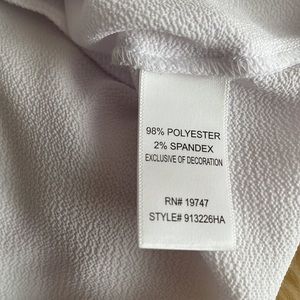 98% POLYESTER
2% SPANDEX
EXCLUSIVE OF DECORATION
RN# 19747
STYLE# 913226HA